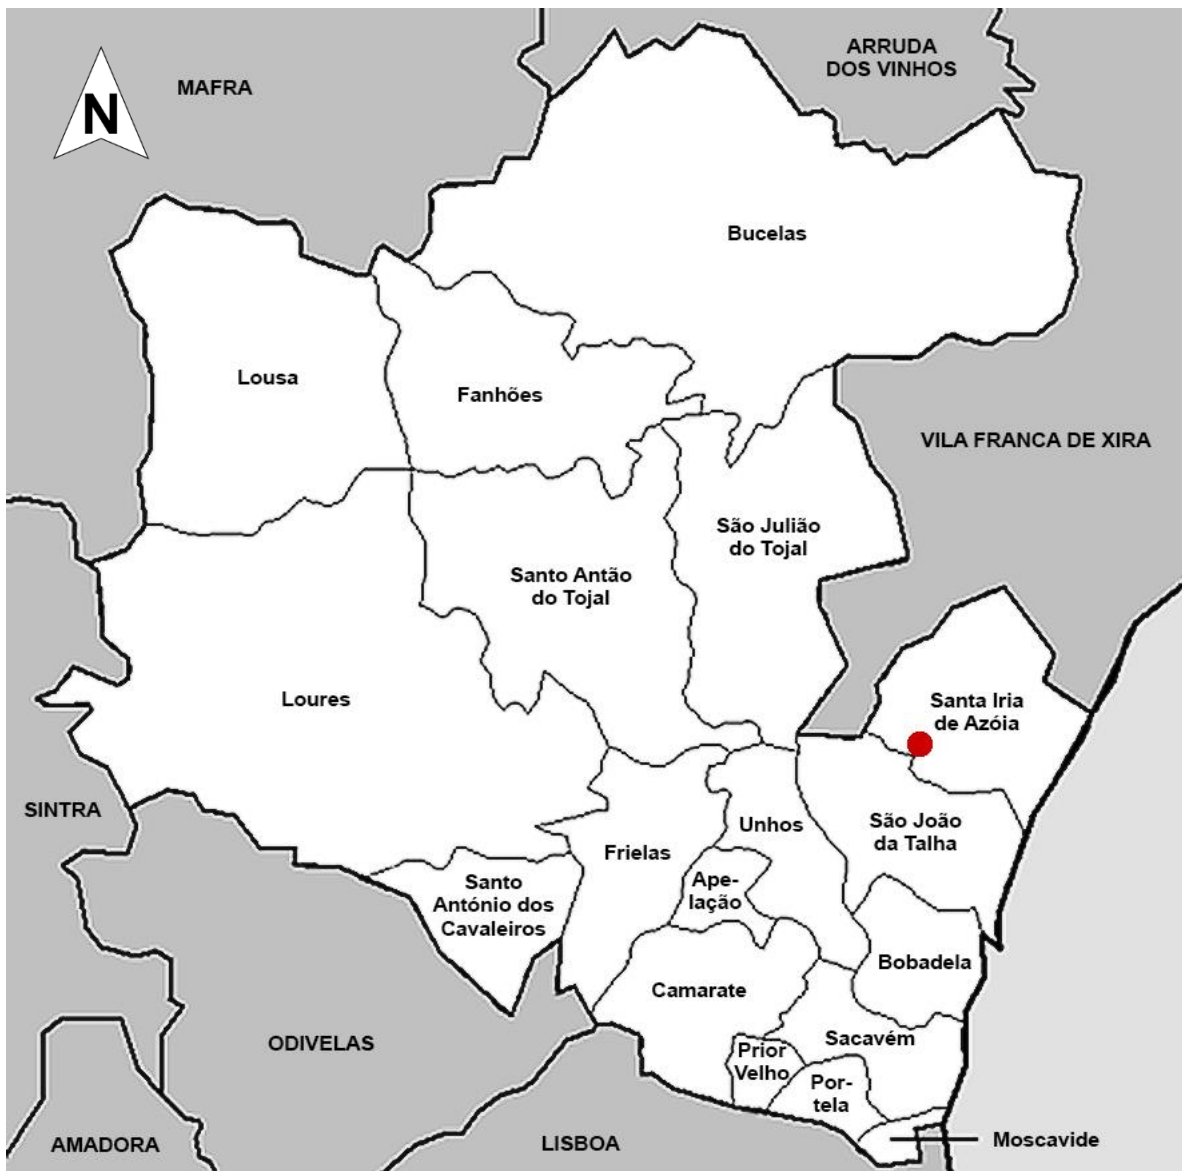 ARRUDA
DOS VINHOS
MAFRA
N
Bucelas
Lousa
Fanhões
VILA FRANCA DE XIRA
São Julião
do Tojal
Santo Antão
do Tojal
Loures
Santa Iria
de Azóia
SINTRA
Unhos
São João
da Talha
Frielas
Ape-
lação
Santo
António dos
Cavaleiros
Bobadela
Camarate
ODIVELAS
Sacavém
Prior
Velho
Por-
tela
AMADORA
LISBOA
Moscavide